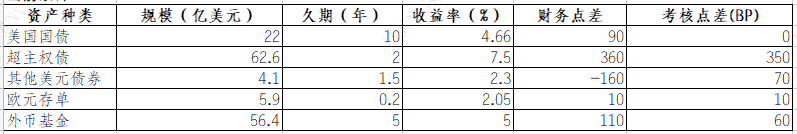 资产种类 规模（亿美元） 久期（年） 收益率（%） 财务点差 考核点差(BP)
美国国债 22 10 4.66 90 0
超主权债 62.6 2 7.5 360 350
其他美元债券 4.1 1.5 2.3 -160 70
欧元存单 5.9 0.2 2.05 10 10
外币基金 56.4 5 5 110 60